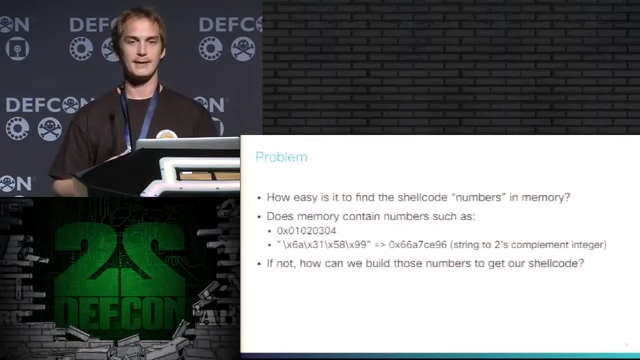 DEFCON
DEFCON
DEFCON
DEFCON
ON
22
DEFCON
Problem
• How easy is it to find the shellcode “numbers” in memory?
• Does memory contain numbers such as:
• 0x01020304
• "\x6a\x31\x58\x99" => 0x66a7ce96 (string to 2's complement integer)
• If not, how can we build those numbers to get our shellcode?